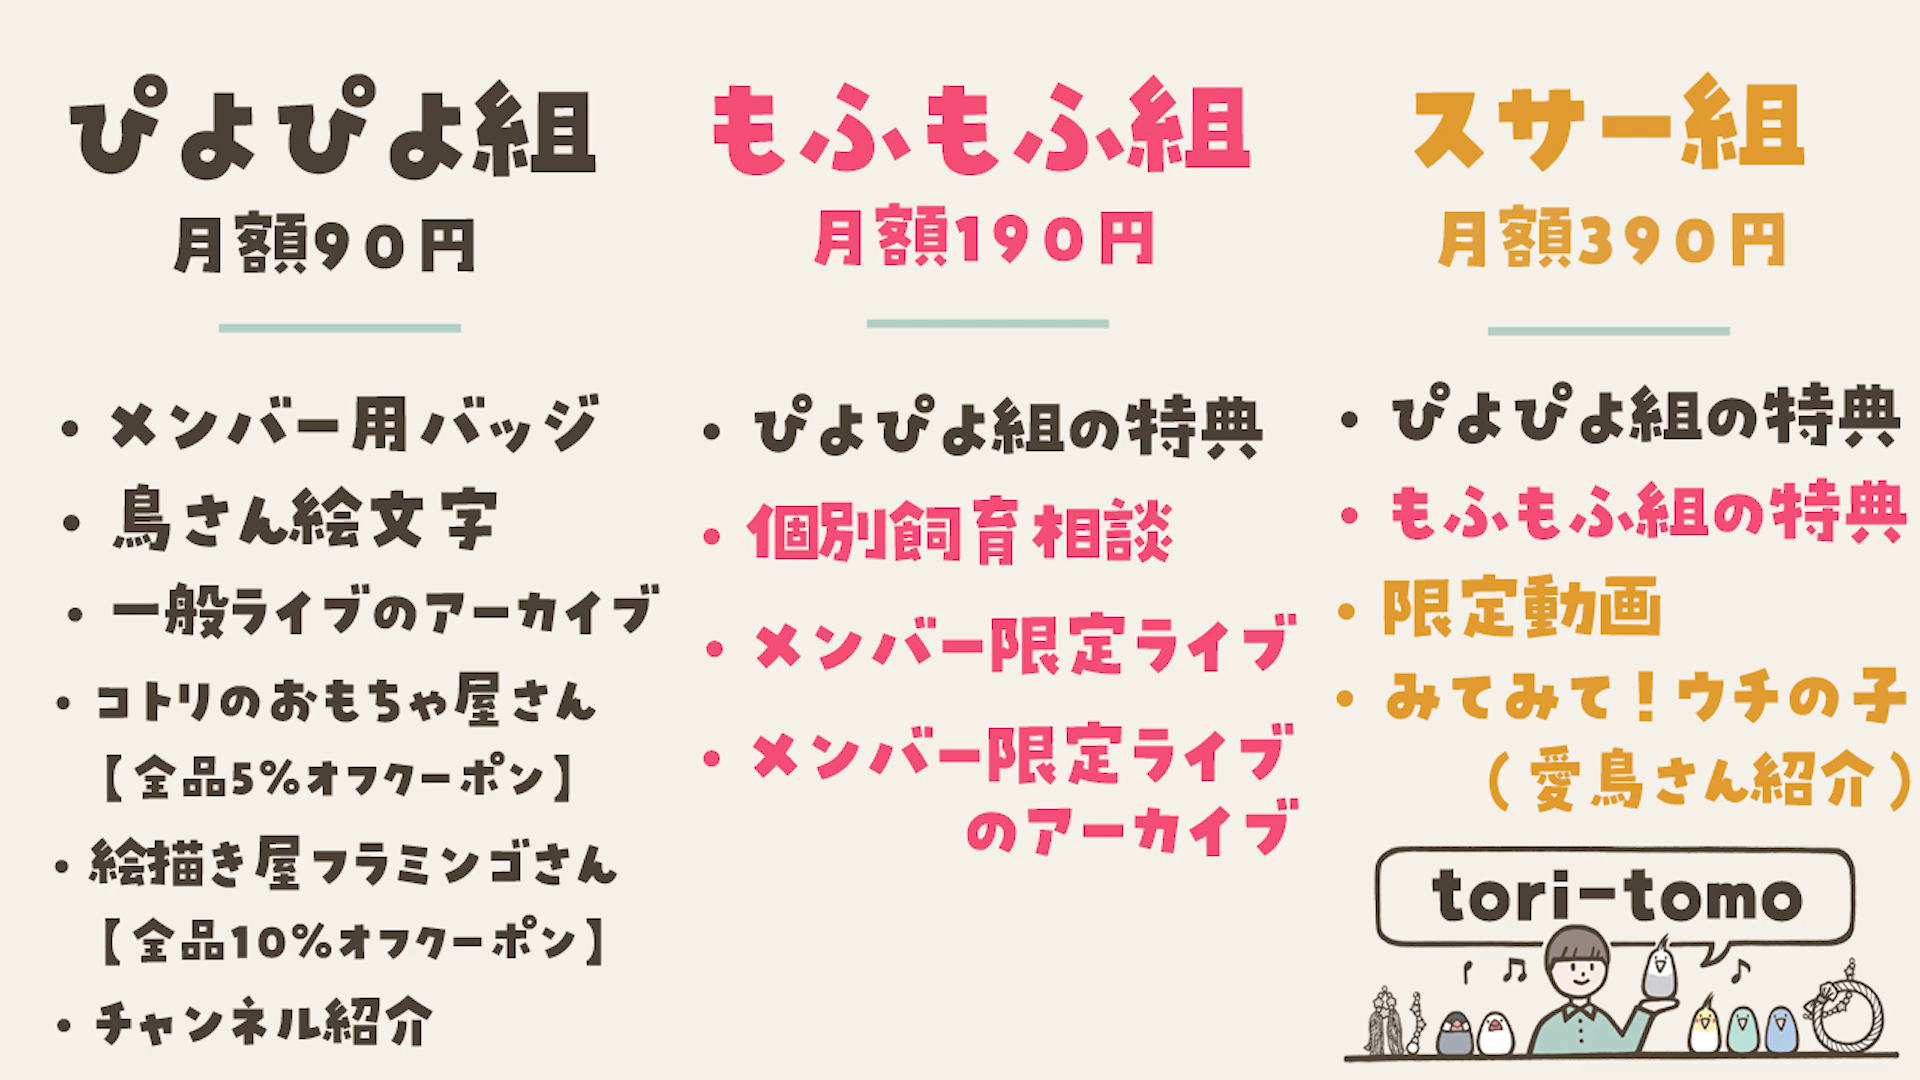 ぴよぴよ組
月額90円
・メンバー用バッジ
・鳥さん絵文字
・一般ライブのアーカイブ
・コトリのおもちゃ屋さん
【全品5%オフクーポン】
・絵描き屋フラミンゴさん
【全品10%オフクーポン】
・チャンネル紹介
もふもふ組
月額190円
・ぴよぴよ組の特典
・個別飼育相談
・メンバー限定ライブ
・メンバー限定ライブ
のアーカイブ
スサー組
月額390円
・ぴよぴよ組の特典
・もふもふ組の特典
・限定動画
・みてみて!ウチの子
(愛鳥さん紹介)
tori-tomo